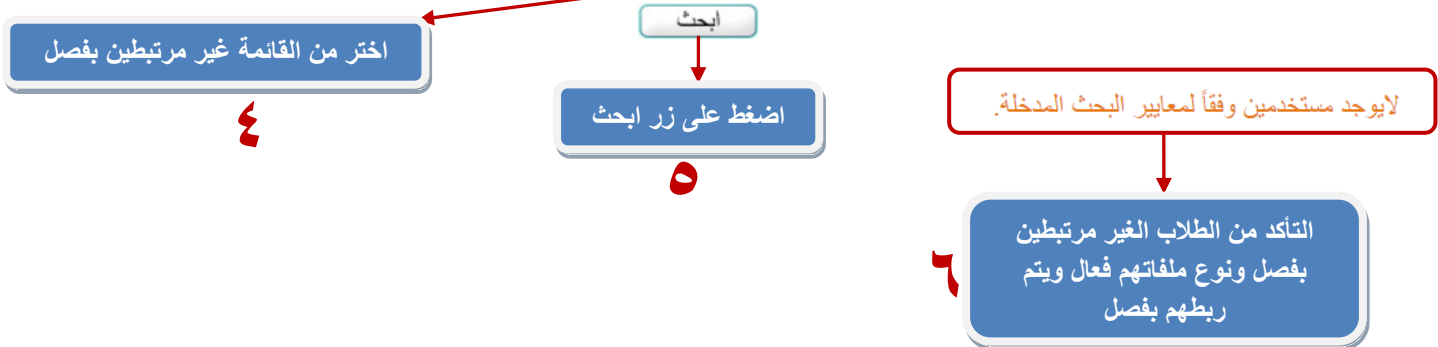 ابحث
اختر من القائمة غير مرتبطين بفصل
٤
اضغط على زر ابحث
٥
لايوجد مستخدمين وفقاً لمعايير البحث المدخلة.
التأكد من الطلاب الغير مرتبطين
بفصل ونوع ملفاتهم فعال ويتم
ربطهم بفصل
٦